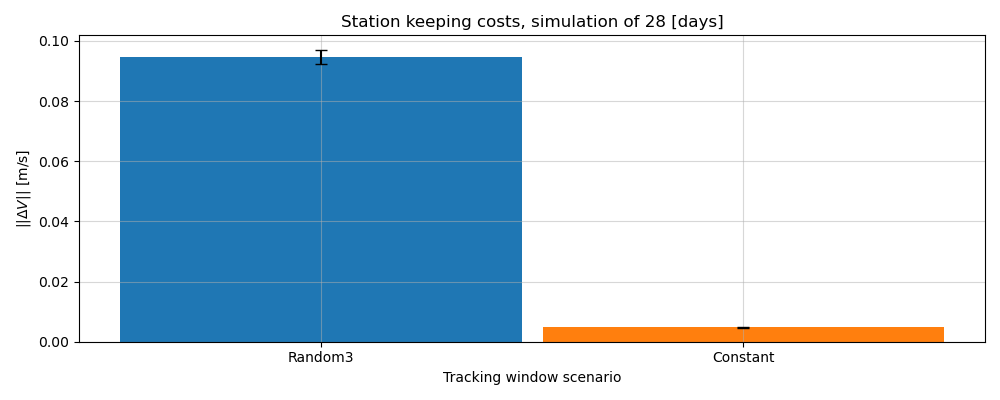 Station keeping costs, simulation of 28 [days]
||ΔV|| [m/s]
0.10
0.08
0.06
0.04
0.02
0.00
Random3
Constant
Tracking window scenario